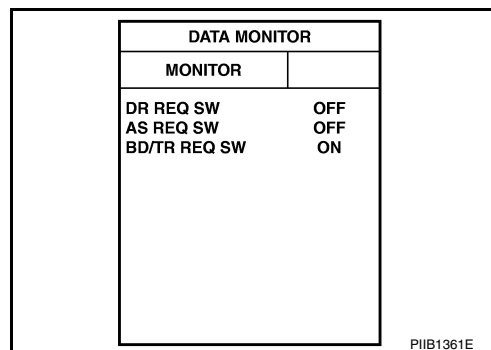 DATA MONITOR
MONITOR
DR REQ SW OFF
AS REQ SW OFF
BD/TR REQ SW ON
PIIB1361E